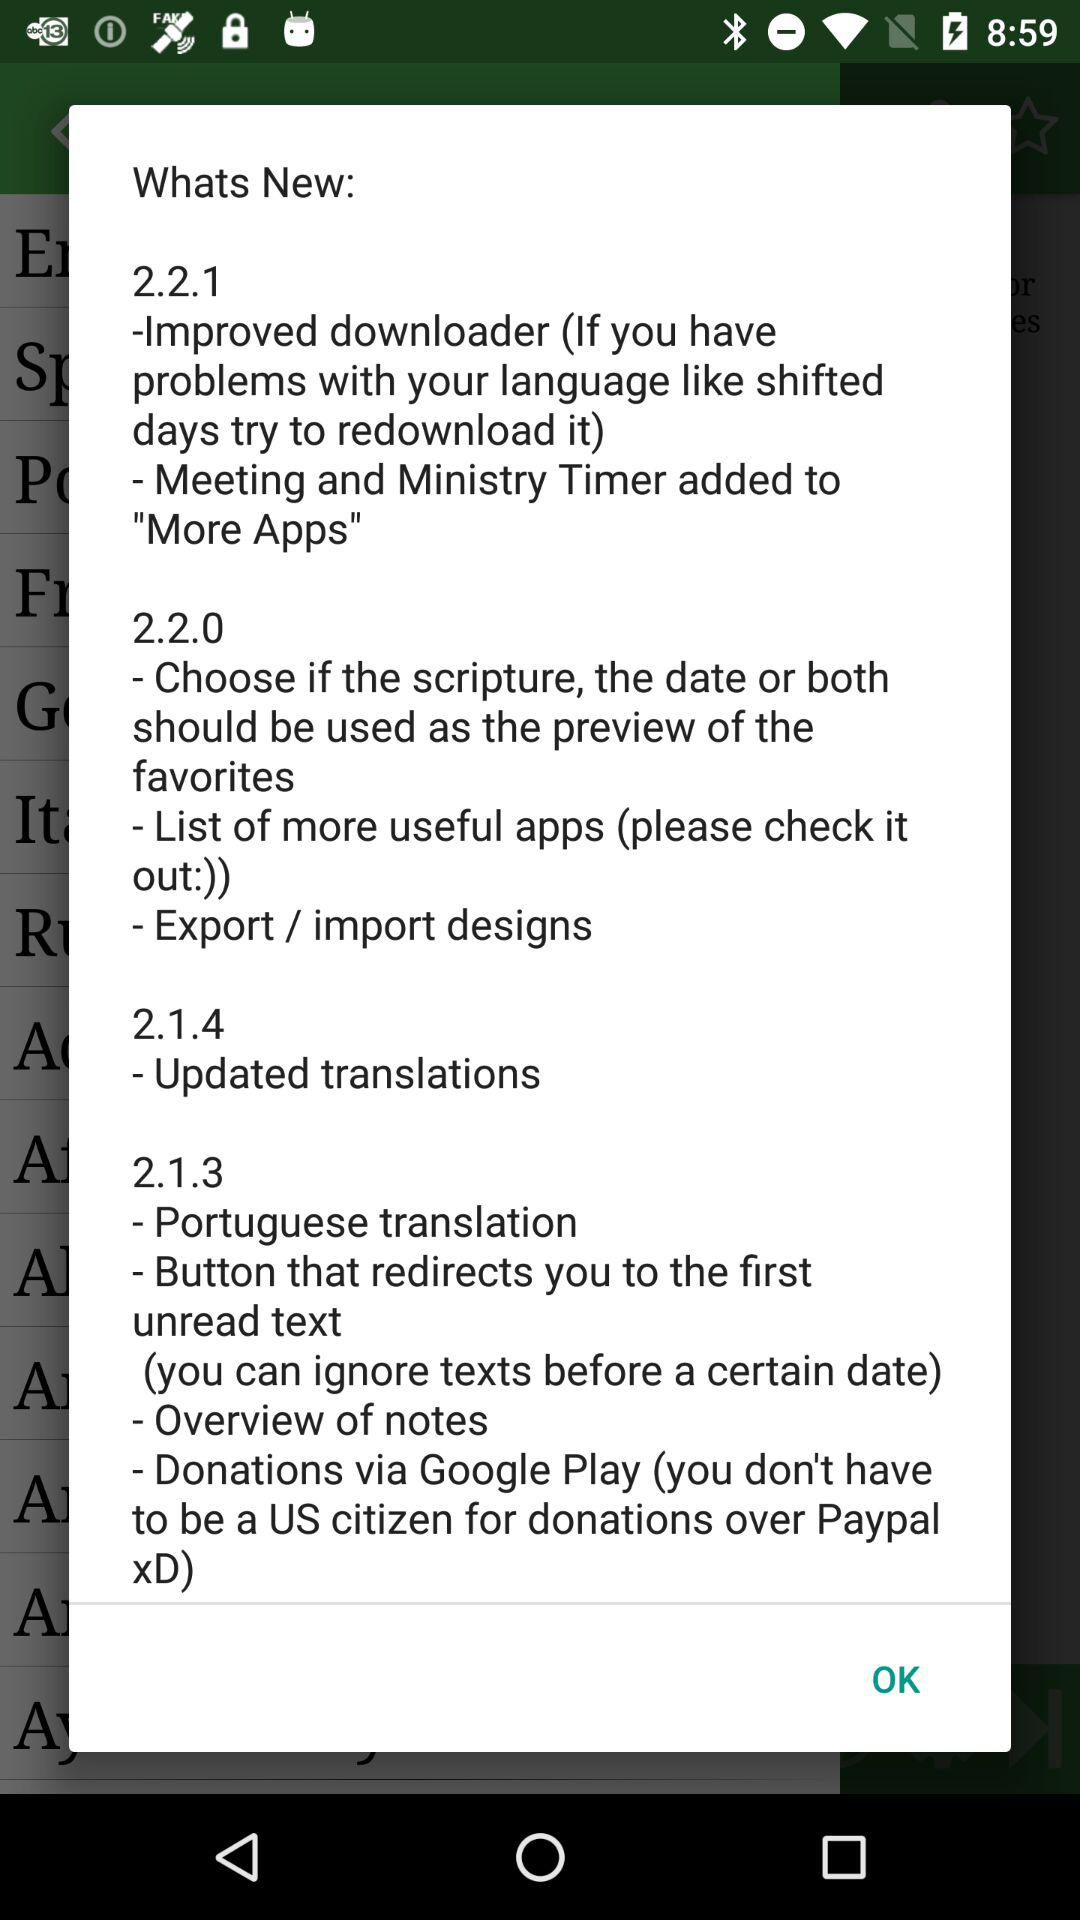 abc13 FAKE 8:59
Whats New:
2.2.1
-Improved downloader (If you have
problems with your language like shifted
days try to redownload it)
- Meeting and Ministry Timer added to
"More Apps"
2.2.0
- Choose if the scripture, the date or both
should be used as the preview of the
favorites
- List of more useful apps (please check it
out:))
- Export / import designs
2.1.4
- Updated translations
2.1.3
- Portuguese translation
- Button that redirects you to the first
unread text
(you can ignore texts before a certain date)
- Overview of notes
- Donations via Google Play (you don't have
to be a US citizen for donations over Paypal
xD)
OK